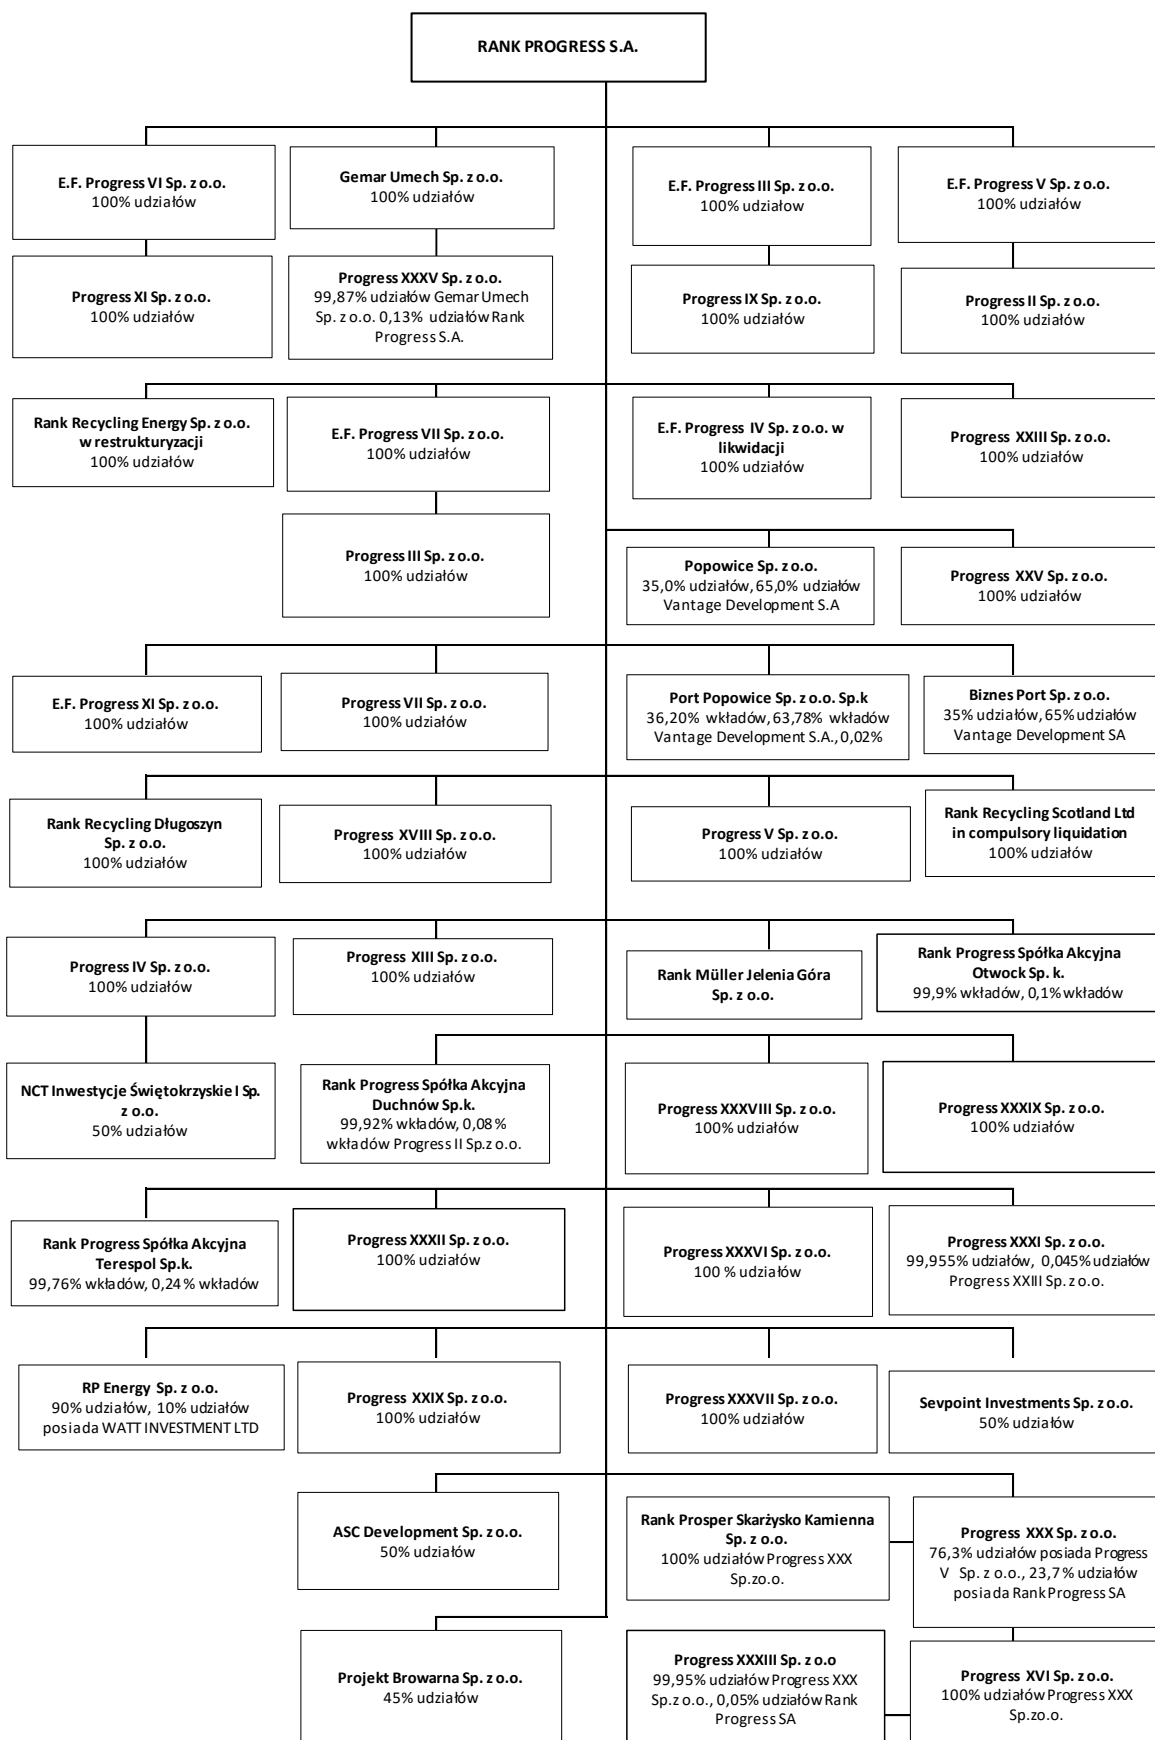 RANK PROGRESS S.A.
E.F. Progress VI Sp. z o.o.
100% udziałów
Gemar Umech Sp. z o.o.
100% udziałów
E.F. Progress III Sp. z o.o.
100% udziałow
E.F. Progress V Sp. z o.o.
100% udziałów
Progress XI Sp. z o.o.
100% udziałów
Progress XXXV Sp. z o.o.
99,87% udziałów Gemar Umech
Sp. z o.o. 0,13% udziałów Rank
Progress S.A.
Progress IX Sp. z o.o.
100% udziałów
Progress II Sp. z o.o.
100% udziałów
Rank Recycling Energy Sp. z o.o.
w restrukturyzacji
100% udziałów
E.F. Progress VII Sp. z o.o.
100% udziałów
E.F. Progress IV Sp. z o.o. w
likwidacji
100% udziałów
Progress XXIII Sp. z o.o.
100% udziałów
Progress III Sp. z o.o.
100% udziałów
Popowice Sp. z o.o.
35,0% udziałów, 65,0% udziałów
Vantage Development S.A
Progress XXV Sp. z o.o.
100% udziałów
E.F. Progress XI Sp. z o.o.
100% udziałów
Progress VII Sp. z o.o.
100% udziałów
Port Popowice Sp. z o.o. Sp.k
36,20% wkładów, 63,78% wkładów
Vantage Development S.A., 0,02%
Biznes Port Sp. z o.o.
35% udziałów, 65% udziałów
Vantage Development SA
Rank Recycling Długoszyn
Sp. z o.o.
100% udziałów
Progress XVIII Sp. z o.o.
100% udziałów
Progress V Sp. z o.o.
100% udziałów
Rank Recycling Scotland Ltd
in compulsory liquidation
100% udziałów
Progress IV Sp. z o.o.
100% udziałów
Progress XIII Sp. z o.o.
100% udziałów
Rank Müller Jelenia Góra
Sp. z o.o.
Rank Progress Spółka Akcyjna
Otwock Sp. k.
99,9% wkładów, 0,1% wkładów
NCT Inwestycje Świętokrzyskie I Sp.
z o.o.
50% udziałów
Rank Progress Spółka Akcyjna
Duchnów Sp.k.
99,92% wkładów, 0,08%
wkładów Progress II Sp.z o.o.
Progress XXXVIII Sp. z o.o.
100% udziałów
Progress XXXIX Sp. z o.o.
100% udziałów
Rank Progress Spółka Akcyjna
Terespol Sp.k.
99,76% wkładów, 0,24% wkładów
Progress XXXII Sp. z o.o.
100% udziałów
Progress XXXVI Sp. z o.o.
100 % udziałów
Progress XXXI Sp. z o.o.
99,955% udziałów, 0,045% udziałów
Progress XXIII Sp. z o.o.
RP Energy Sp. z o.o.
90% udziałów, 10% udziałów
posiada WATT INVESTMENT LTD
Progress XXIX Sp. z o.o.
100% udziałów
Progress XXXVII Sp. z o.o.
100% udziałów
Sevpoint Investments Sp. z o.o.
50% udziałów
ASC Development Sp. z o.o.
50% udziałów
Rank Prosper Skarżysko Kamienna
Sp. z o.o.
100% udziałów Progress XXX
Sp.zo.o.
Progress XXX Sp. z o.o.
76,3% udziałów posiada Progress
V Sp. z o.o., 23,7% udziałów
posiada Rank Progress SA
Projekt Browarna Sp. z o.o.
45% udziałów
Progress XXXIII Sp. z o.o
99,95% udziałów Progress XXX
Sp.z o.o., 0,05% udziałów Rank
Progress SA
Progress XVI Sp. z o.o.
100% udziałów Progress XXX
Sp.zo.o.